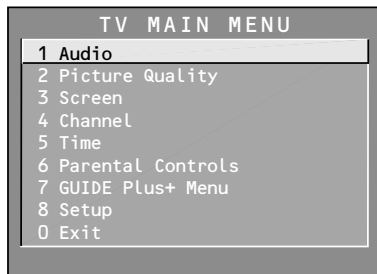 TV MAIN MENU
1 Audio
2 Picture Quality
3 Screen
4 Channel
5 Time
6 Parental Controls
7 GUIDE Plus+ Menu
8 Setup
0 Exit